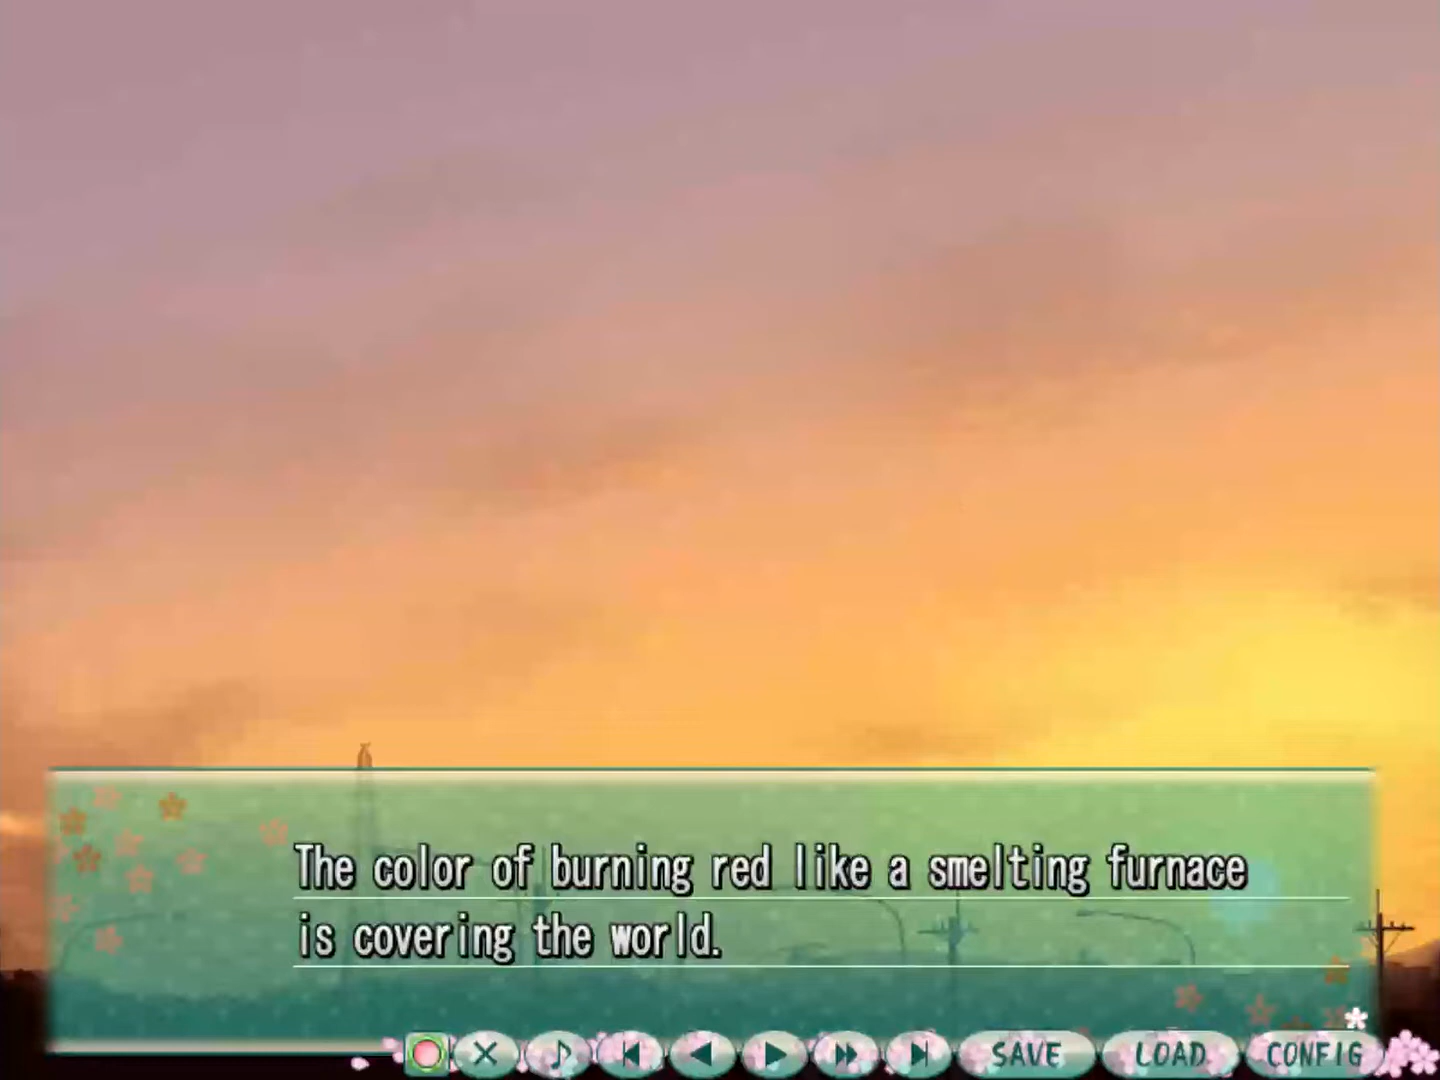 The color of burning red like a smelting furnace
is covering the world.
SAVE LOAD CONFIG